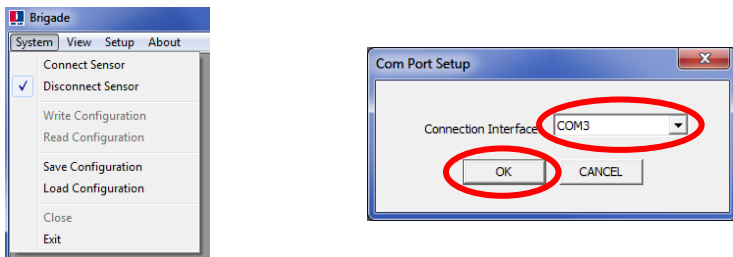 Brigade
System View Setup About
Connect Sensor
Disconnect Sensor
Write Configuration
Read Configuration
Save Configuration
Load Configuration
Close
Exit
Com Port Setup
Connection Interface COM3
OK CANCEL